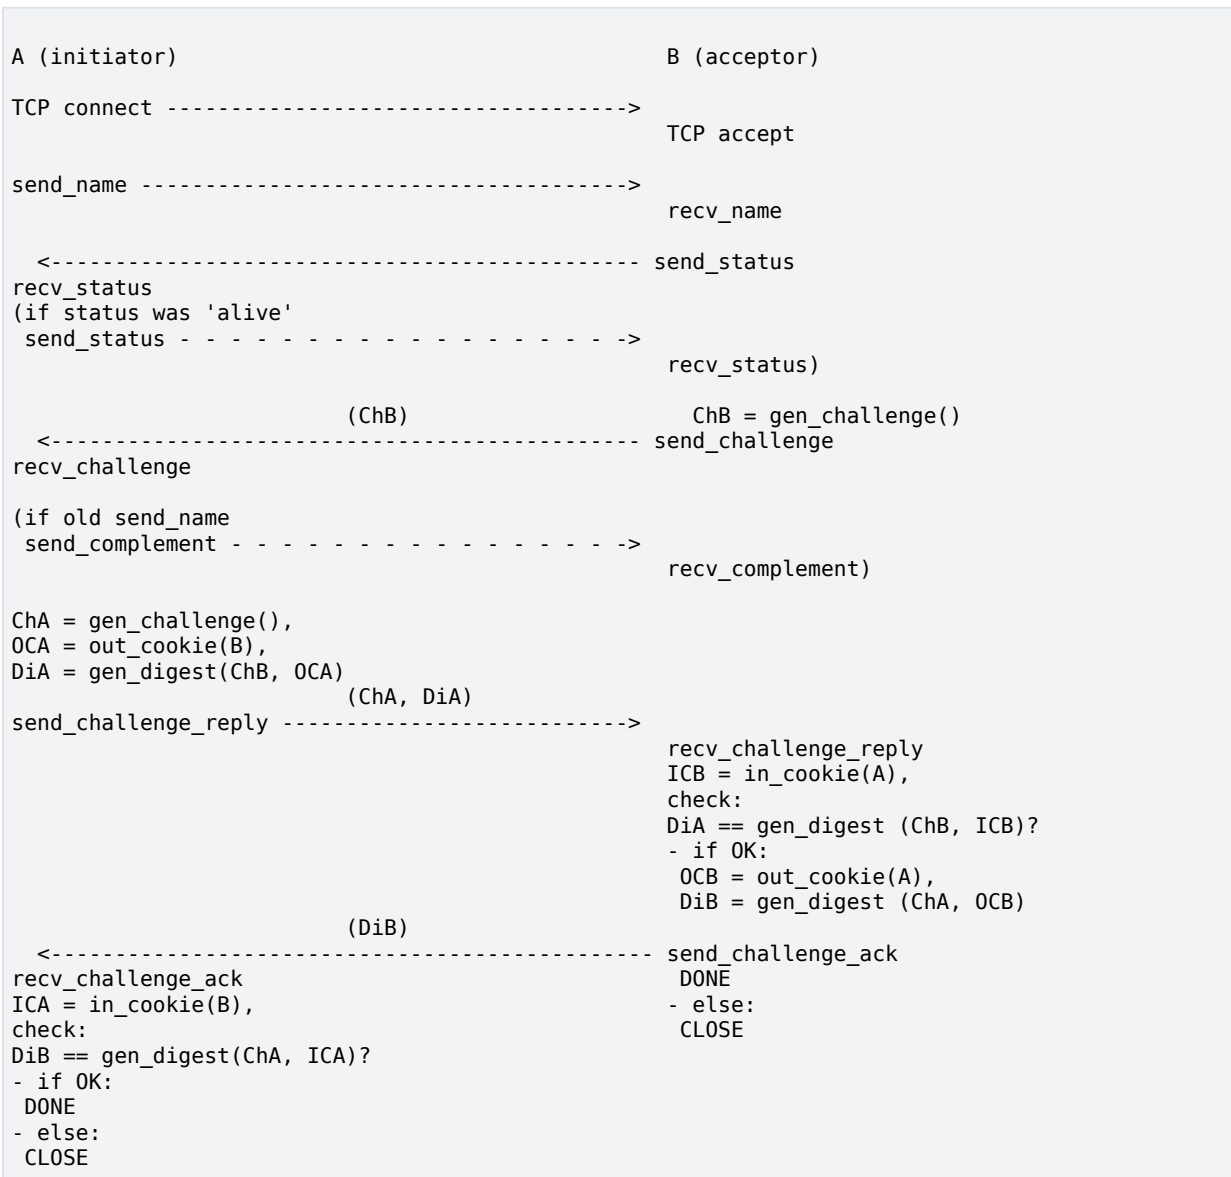 A (initiator)                                      B (acceptor)
TCP connect ------------------------------------>
                                                   TCP accept
send_name -------------------------------------->
                                                   recv_name
  <---------------------------------------------- send_status
recv_status
(if status was 'alive'
 send_status - - - - - - - - - - - - - - - - - ->
                                                   recv_status)
                          (ChB)                      ChB = gen_challenge()
  <---------------------------------------------- send_challenge
recv_challenge
(if old send_name
 send_complement - - - - - - - - - - - - - - - ->
                                                   recv_complement)
ChA = gen_challenge(),
OCA = out_cookie(B),
DiA = gen_digest(ChB, OCA)
                          (ChA, DiA)
send_challenge_reply --------------------------->
                                                   recv_challenge_reply
                                                   ICB = in_cookie(A),
                                                   check:
                                                   DiA == gen_digest (ChB, ICB)?
                                                   - if OK:
                                                    OCB = out_cookie(A),
                                                    DiB = gen_digest (ChA, OCB)
                          (DiB)
  <----------------------------------------------- send_challenge_ack
recv_challenge_ack                                  DONE
ICA = in_cookie(B),                                - else:
check:                                              CLOSE
DiB == gen_digest(ChA, ICA)?
- if OK:
 DONE
- else:
 CLOSE